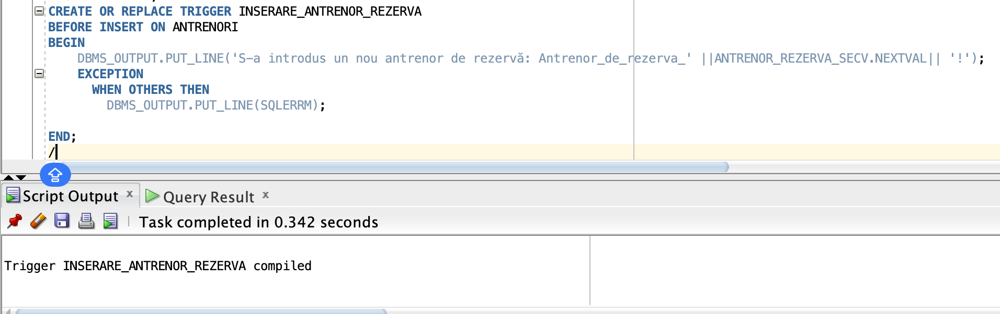 CREATE OR REPLACE TRIGGER INSERARE_ANTRENOR_REZERVA
BEFORE INSERT ON ANTRENORI
BEGIN
DBMS_OUTPUT.PUT_LINE('S-a introdus un nou antrenor de rezervă: Antrenor_de_rezerva_' ||ANTRENOR_REZERVA_SECV.NEXTVAL|| '!');
EXCEPTION
WHEN OTHERS THEN
DBMS_OUTPUT.PUT_LINE(SQLERRM);
END;
/
Script Output x
Query Result x
Task completed in 0.342 seconds
Trigger INSERARE_ANTRENOR_REZERVA compiled